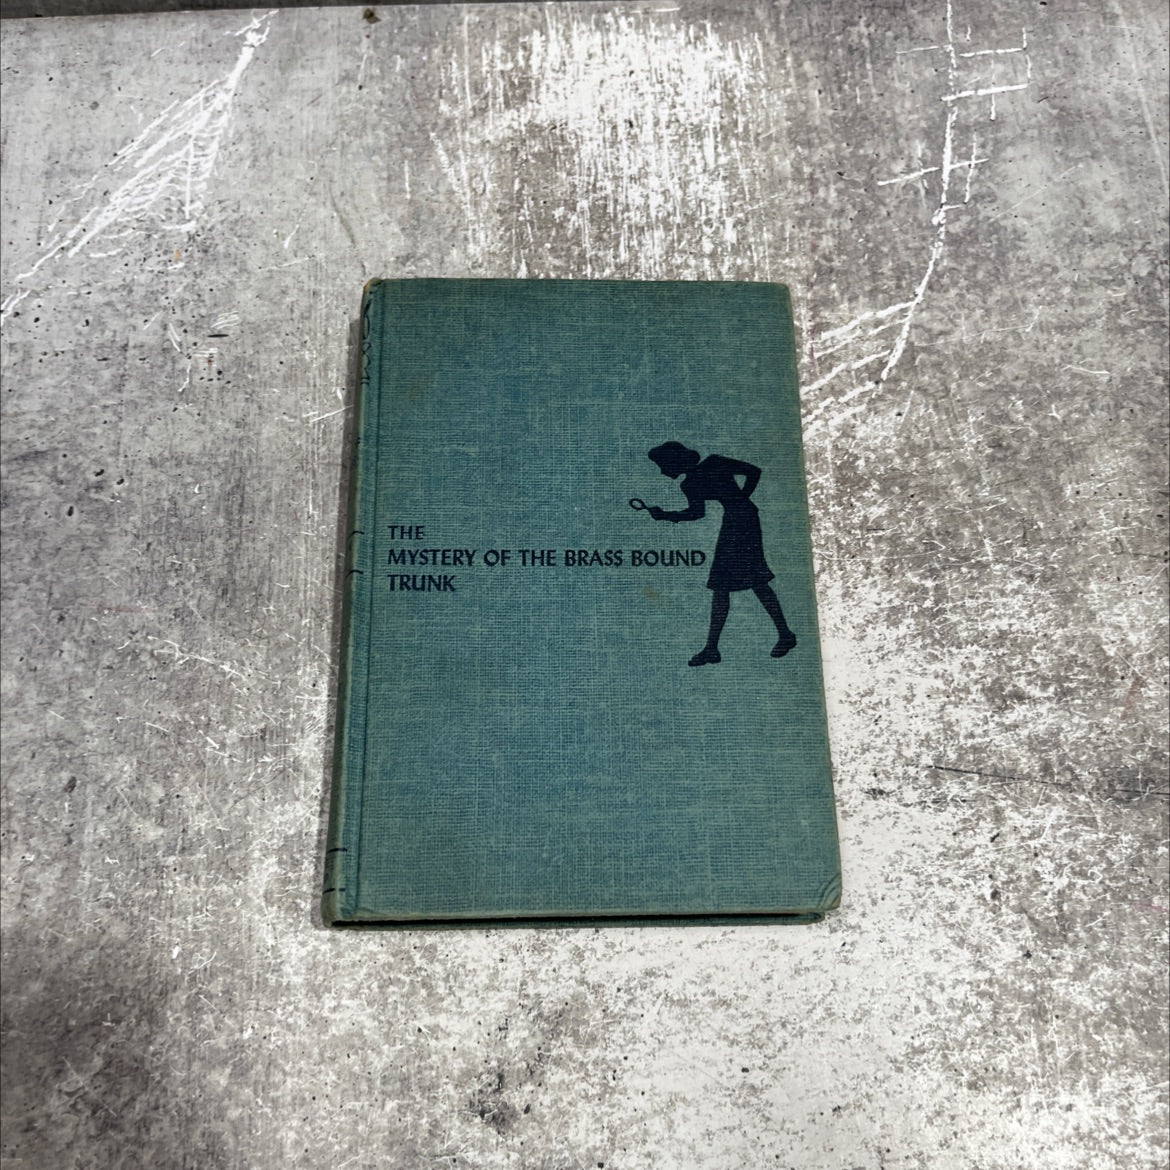 THE
MYSTERY OF THE BRASS BOUND
TRUNK